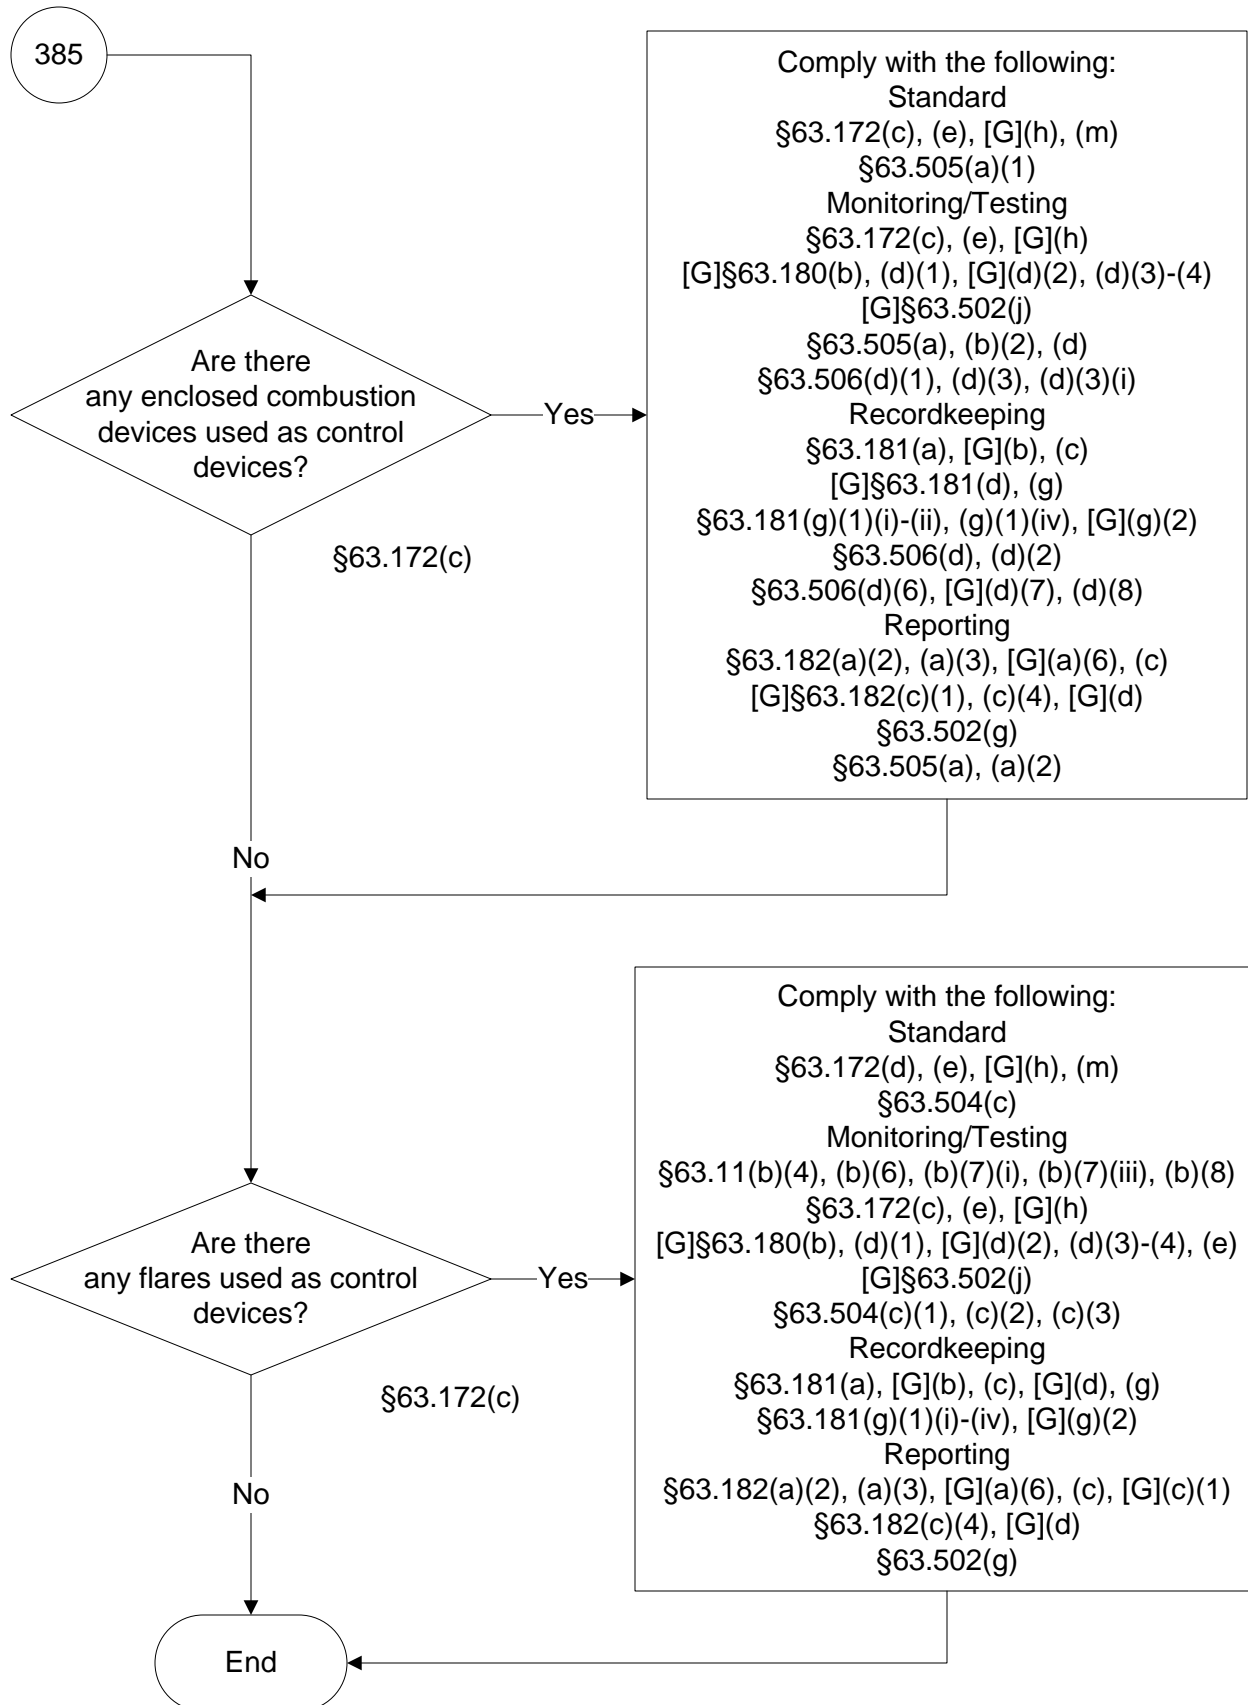 385
Comply with the following:
Standard
§63.172(c), (e), [G](h), (m)
§63.505(a)(1)
Monitoring/Testing
§63.172(c), (e), [G](h)
[G]§63.180(b), (d)(1), [G](d)(2), (d)(3)-(4)
[G]§63.502(j)
§63.505(a), (b)(2), (d)
§63.506(d)(1), (d)(3), (d)(3)(i)
Recordkeeping
§63.181(a), [G](b), (c)
[G]§63.181(d), (g)
§63.181(g)(1)(i)-(ii), (g)(1)(iv), [G](g)(2)
§63.506(d), (d)(2)
§63.506(d)(6), [G](d)(7), (d)(8)
Reporting
§63.182(a)(2), (a)(3), [G](a)(6), (c)
[G]§63.182(c)(1), (c)(4), [G](d)
§63.502(g)
§63.505(a), (a)(2)
Are there
any enclosed combustion
devices used as control
devices?
Yes
§63.172(c)
No
Comply with the following:
Standard
§63.172(d), (e), [G](h), (m)
§63.504(c)
Monitoring/Testing
§63.11(b)(4), (b)(6), (b)(7)(i), (b)(7)(iii), (b)(8)
§63.172(c), (e), [G](h)
[G]§63.180(b), (d)(1), [G](d)(2), (d)(3)-(4), (e)
[G]§63.502(j)
§63.504(c)(1), (c)(2), (c)(3)
Recordkeeping
§63.181(a), [G](b), (c), [G](d), (g)
§63.181(g)(1)(i)-(iv), [G](g)(2)
Reporting
§63.182(a)(2), (a)(3), [G](a)(6), (c), [G](c)(1)
§63.182(c)(4), [G](d)
§63.502(g)
Are there
any flares used as control
devices?
Yes
§63.172(c)
No
End